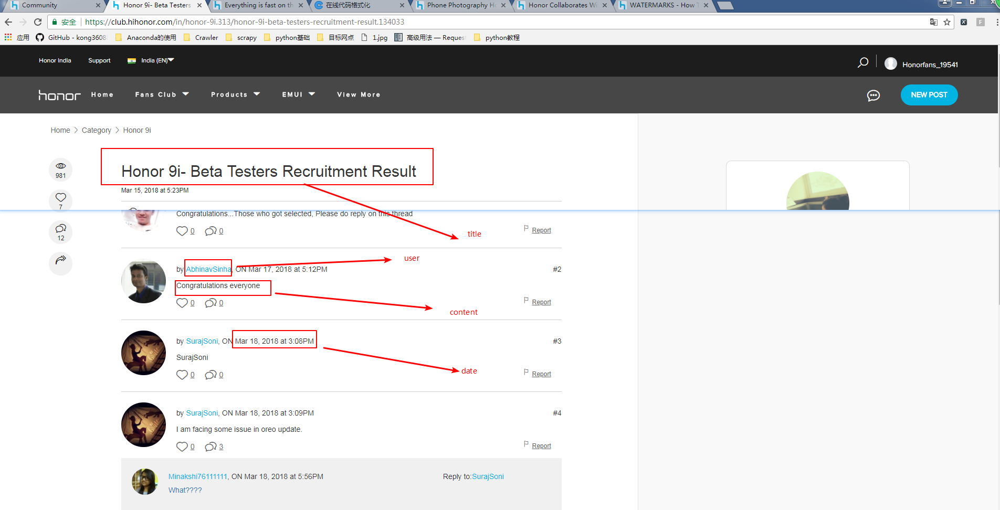 Community
Honor 9i- Beta Testers
Everything is fast on th
在线代码格式化
Phone Photography Ho
Honor Collaborates Wi
WATERMARKS - How T
安全 https://club.hihonor.com/in/honor-9i.313/honor-9i-beta-testers-recruitment-result.134033
应用 GitHub - kong3608 Anaconda的使用 Crawler scrapy python基础 目标网点 1.jpg 高级用法 — Reques python教程
Honor India Support India (EN) Honorfans_19541
honor Home Fans Club Products EMUI View More NEW POST
Home Category Honor 9i
981
Honor 9i- Beta Testers Recruitment Result
Mar 15, 2018 at 5:23PM
7
Congratulations...Those who got selected, Please do reply on this thread
0 0 Report
title
12
user
by AbhinavSinha, ON Mar 17, 2018 at 5:12PM #2
Congratulations everyone
0 0 Report
content
by SurajSoni, ON Mar 18, 2018 at 3:08PM #3
SurajSoni
0 0 Report
date
by SurajSoni, ON Mar 18, 2018 at 3:09PM #4
I am facing some issue in oreo update.
0 3 Report
Minakshi76111111, ON Mar 18, 2018 at 5:56PM Reply to:SurajSoni
What????